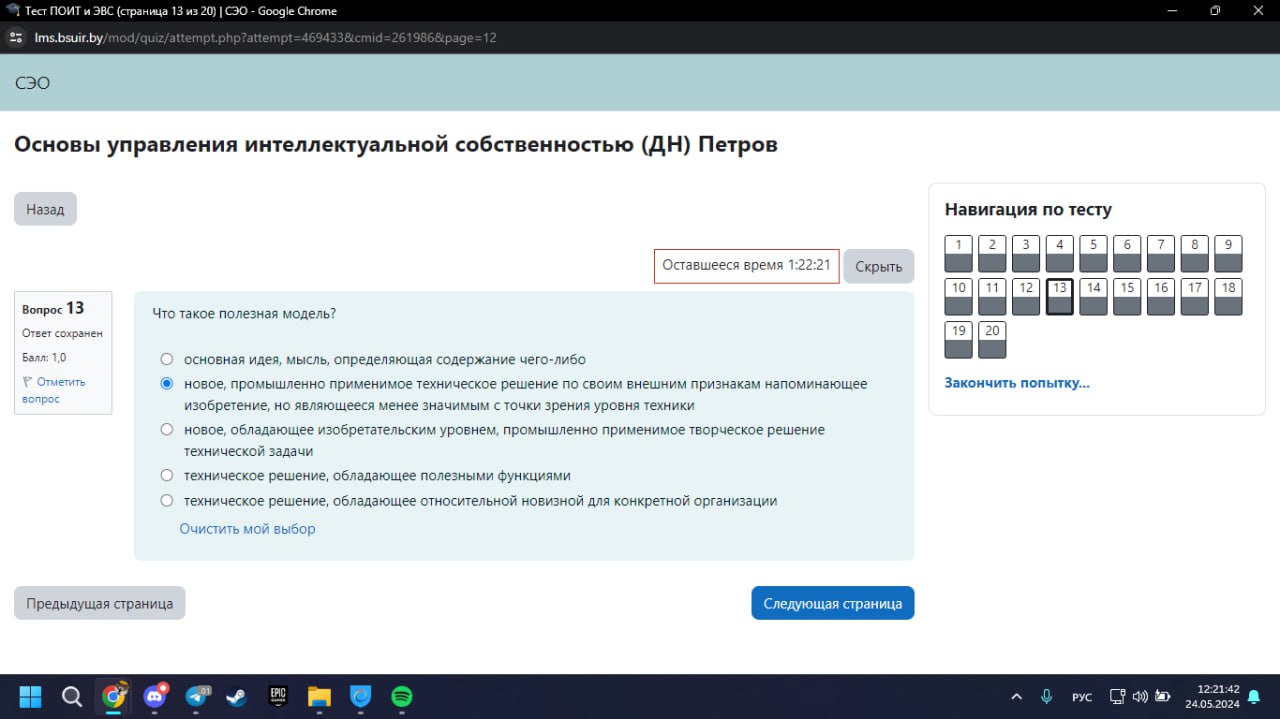 Тест ПОИТ и ЭВС (страница 13 из 20) | СЭО - Google Chrome
lms.bsuir.by/mod/quiz/attempt.php?attempt=469433&cmid=261986&page=12
СЭО
Основы управления интеллектуальной собственностью (ДН) Петров
Назад
Оставшееся время 1:22:21
Скрыть
Вопрос 13
Ответ сохранен
Балл: 1,0
Отметить
вопрос
Что такое полезная модель?
основная идея, мысль, определяющая содержание чего-либо
новое, промышленно применимое техническое решение по своим внешним признакам напоминающее
изобретение, но являющееся менее значимым с точки зрения уровня техники
новое, обладающее изобретательским уровнем, промышленно применимое творческое решение
технической задачи
техническое решение, обладающее полезными функциями
техническое решение, обладающее относительной новизной для конкретной организации
Очистить мой выбор
Предыдущая страница
Следующая страница
Навигация по тесту
1 2 3 4 5 6 7 8 9
10 11 12 13 14 15 16 17 18
19 20
Закончить попытку...
EPIC
GAMES
01
РУС
12:21:42
24.05.2024